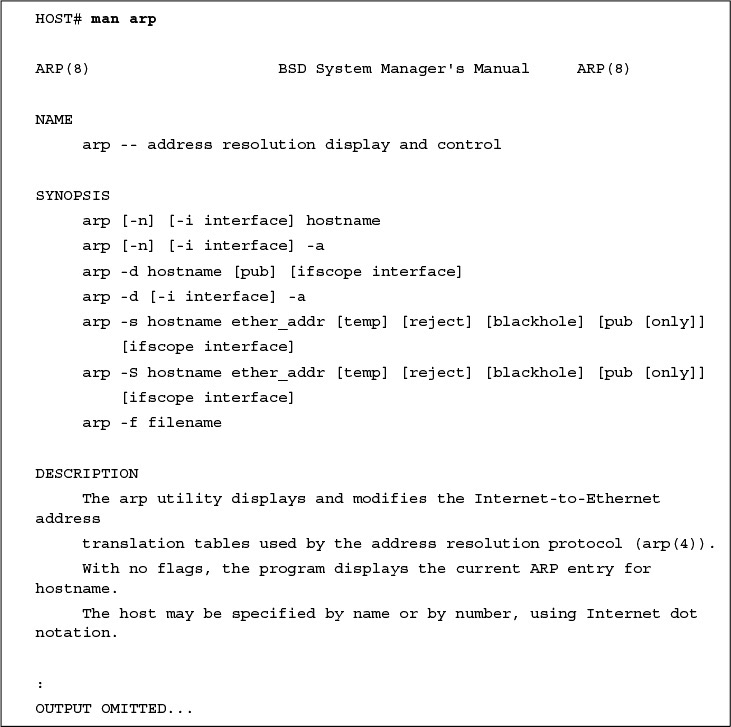 HOST# man arp
ARP(8) BSD System Manager's Manual ARP(8)
NAME
arp -- address resolution display and control
SYNOPSIS
arp [-n] [-i interface] hostname
arp [-n] [-i interface] -a
arp -d hostname [pub] [ifscope interface]
arp -d [-i interface] -a
arp -s hostname ether_addr [temp] [reject] [blackhole] [pub [only]]
[ifscope interface]
arp -S hostname ether_addr [temp] [reject] [blackhole] [pub [only]]
[ifscope interface]
arp -f filename
DESCRIPTION
The arp utility displays and modifies the Internet-to-Ethernet
address
translation tables used by the address resolution protocol (arp(4)).
With no flags, the program displays the current ARP entry for
hostname.
The host may be specified by name or by number, using Internet dot
notation.
:
OUTPUT OMITTED...